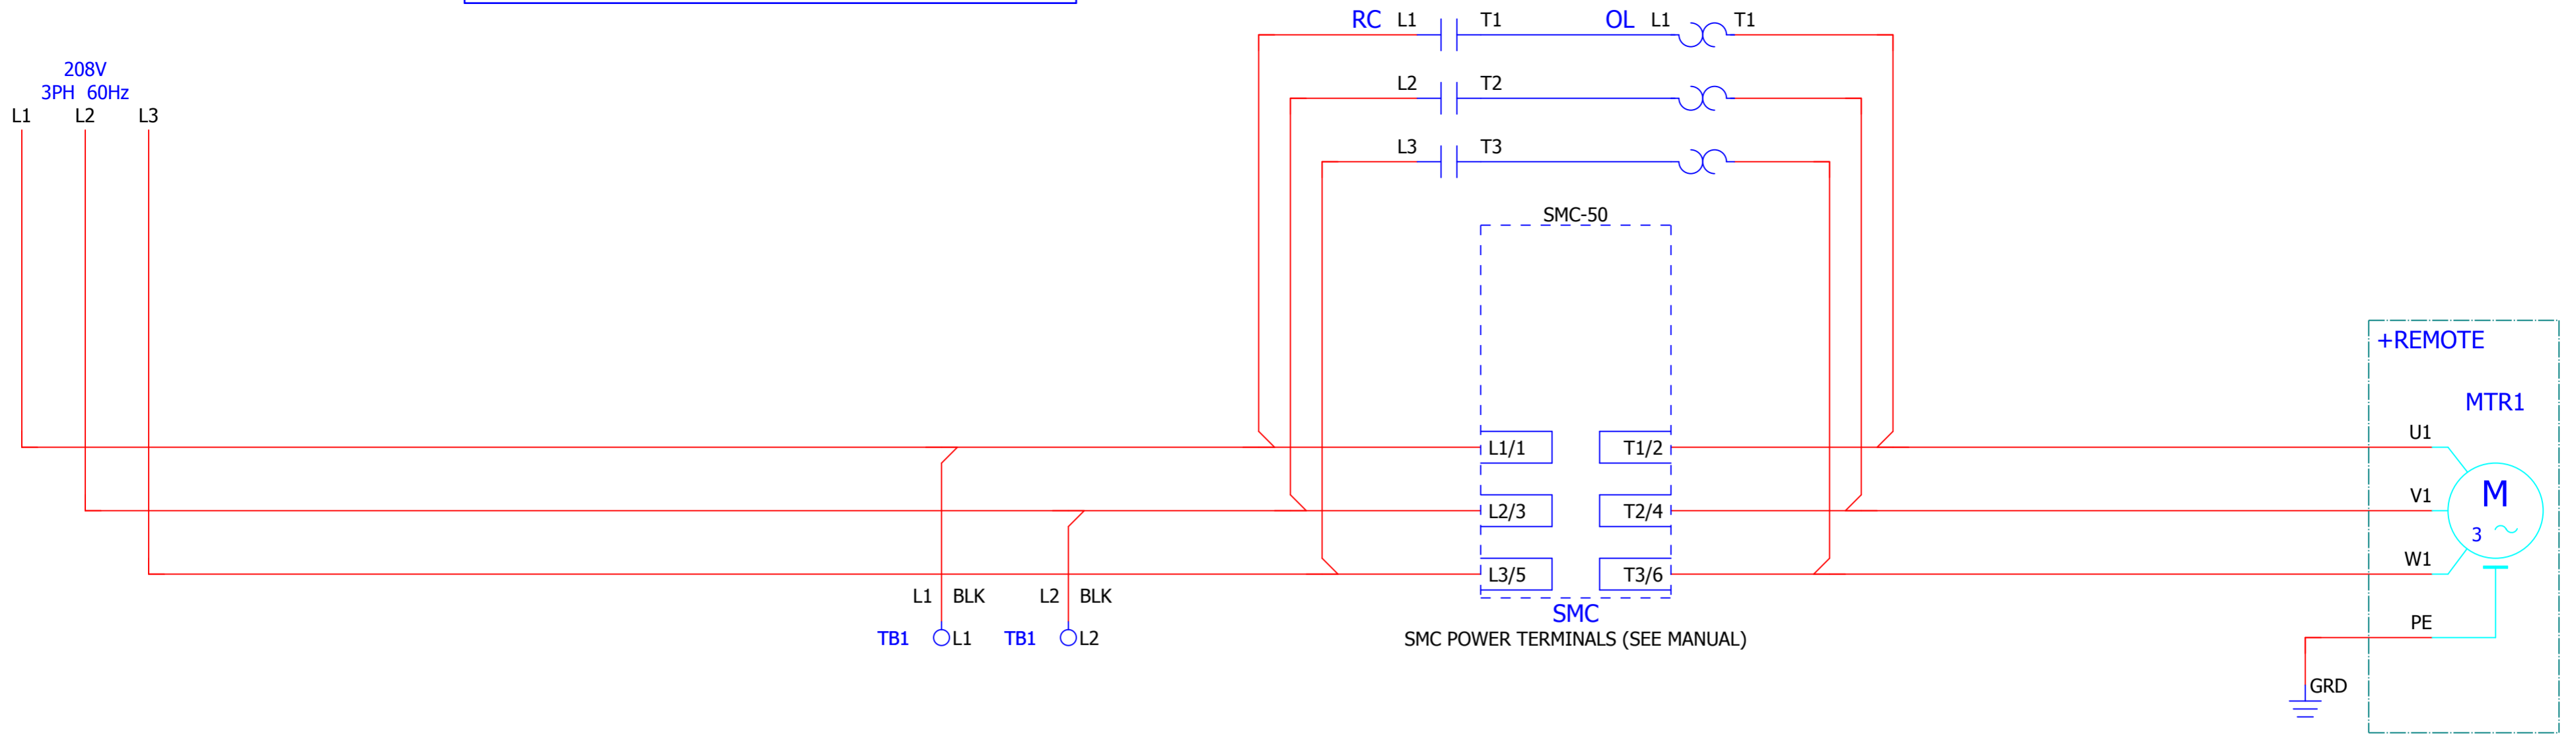 RC L1 T1 OL L1 T1
208V
3PH 60Hz
L1 L2 L3
L2 T2
L3 T3
SMC-50
+REMOTE
MTR1
U1
L1/1 T1/2
V1
M
3
L2/3 T2/4
W1
L3/5 T3/6
L1 BLK L2 BLK
SMC
TB1 L1 TB1 L2
SMC POWER TERMINALS (SEE MANUAL)
PE
GRD